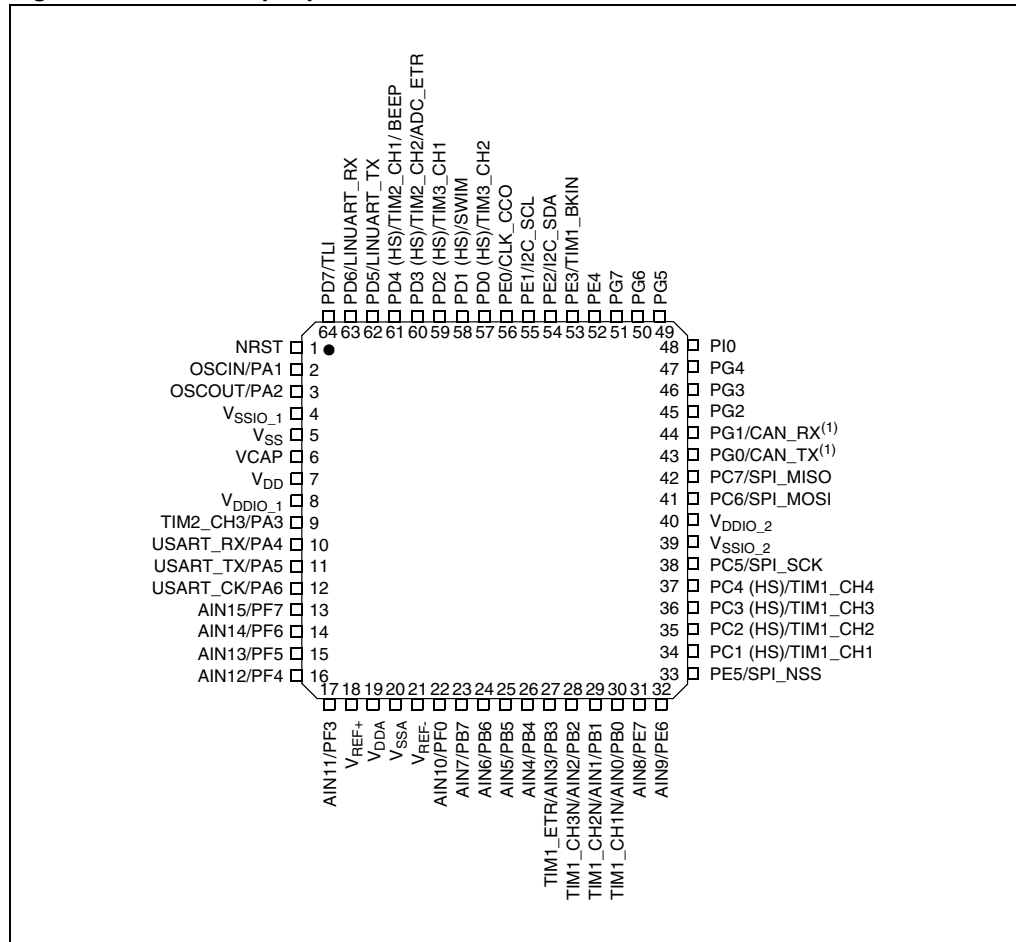 PD7/TLI
PD6/LINUART_RX
PD5/LINUART_TX
PD4 (HS)/TIM2_CH1/ BEEP
PD3 (HS)/TIM2_CH2/ADC_ETR
PD2 (HS)/TIM3_CH1
PD1 (HS)/SWIM
PD0 (HS)/TIM3_CH2
PE0/CLK_CCO
PE1/I2C_SCL
PE2/I2C_SDA
PE3/TIM1_BKIN
PE4
PG7
PG6
PG5
64 63 62 61 60 59 58 57 56 55 54 53 52 51 50 49
NRST 1
OSCIN/PA1 2
OSCOUT/PA2 3
VSSIO_1 4
VSS 5
VCAP 6
VDD 7
VDDIO_1 8
TIM2_CH3/PA3 9
USART_RX/PA4 10
USART_TX/PA5 11
USART_CK/PA6 12
AIN15/PF7 13
AIN14/PF6 14
AIN13/PF5 15
AIN12/PF4 16
48 PI0
47 PG4
46 PG3
45 PG2
44 PG1/CAN_RX(1)
43 PG0/CAN_TX(1)
42 PC7/SPI_MISO
41 PC6/SPI_MOSI
40 VDDIO_2
39 VSSIO_2
38 PC5/SPI_SCK
37 PC4 (HS)/TIM1_CH4
36 PC3 (HS)/TIM1_CH3
35 PC2 (HS)/TIM1_CH2
34 PC1 (HS)/TIM1_CH1
33 PE5/SPI_NSS
17 18 19 20 21 22 23 24 25 26 27 28 29 30 31 32
AIN11/PF3
VREF+
VDDA
VSSA
VREF-
AIN10/PF0
AIN7/PB7
AIN6/PB6
AIN5/PB5
AIN4/PB4
TIM1_ETR/AIN3/PB3
TIM1_CH3N/AIN2/PB2
TIM1_CH2N/AIN1/PB1
TIM1_CH1N/AIN0/PB0
AIN8/PE7
AIN9/PE6